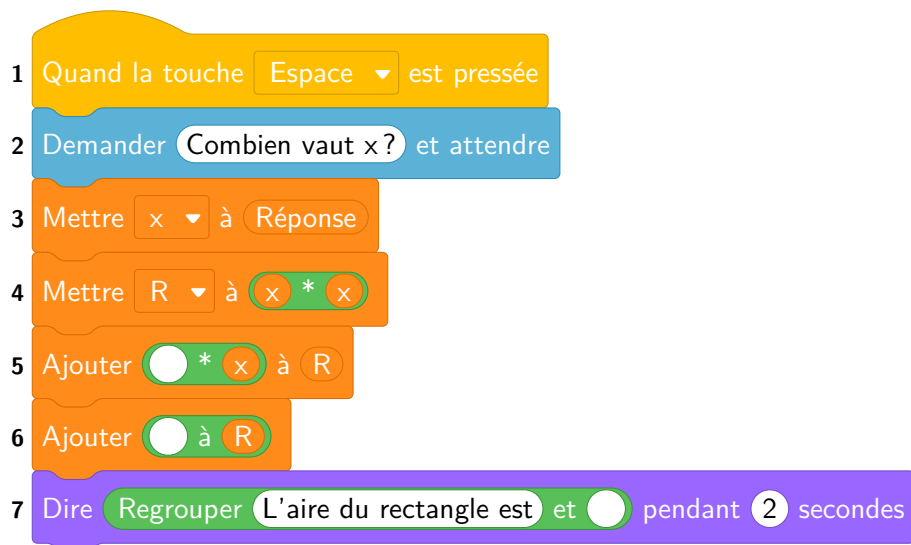 1 Quand la touche Espace est pressée
2 Demander Combien vaut x ? et attendre
3 Mettre x à Réponse
4 Mettre R à x * x
5 Ajouter * x à R
6 Ajouter à R
7 Dire Regrouper L'aire du rectangle est et pendant 2 secondes